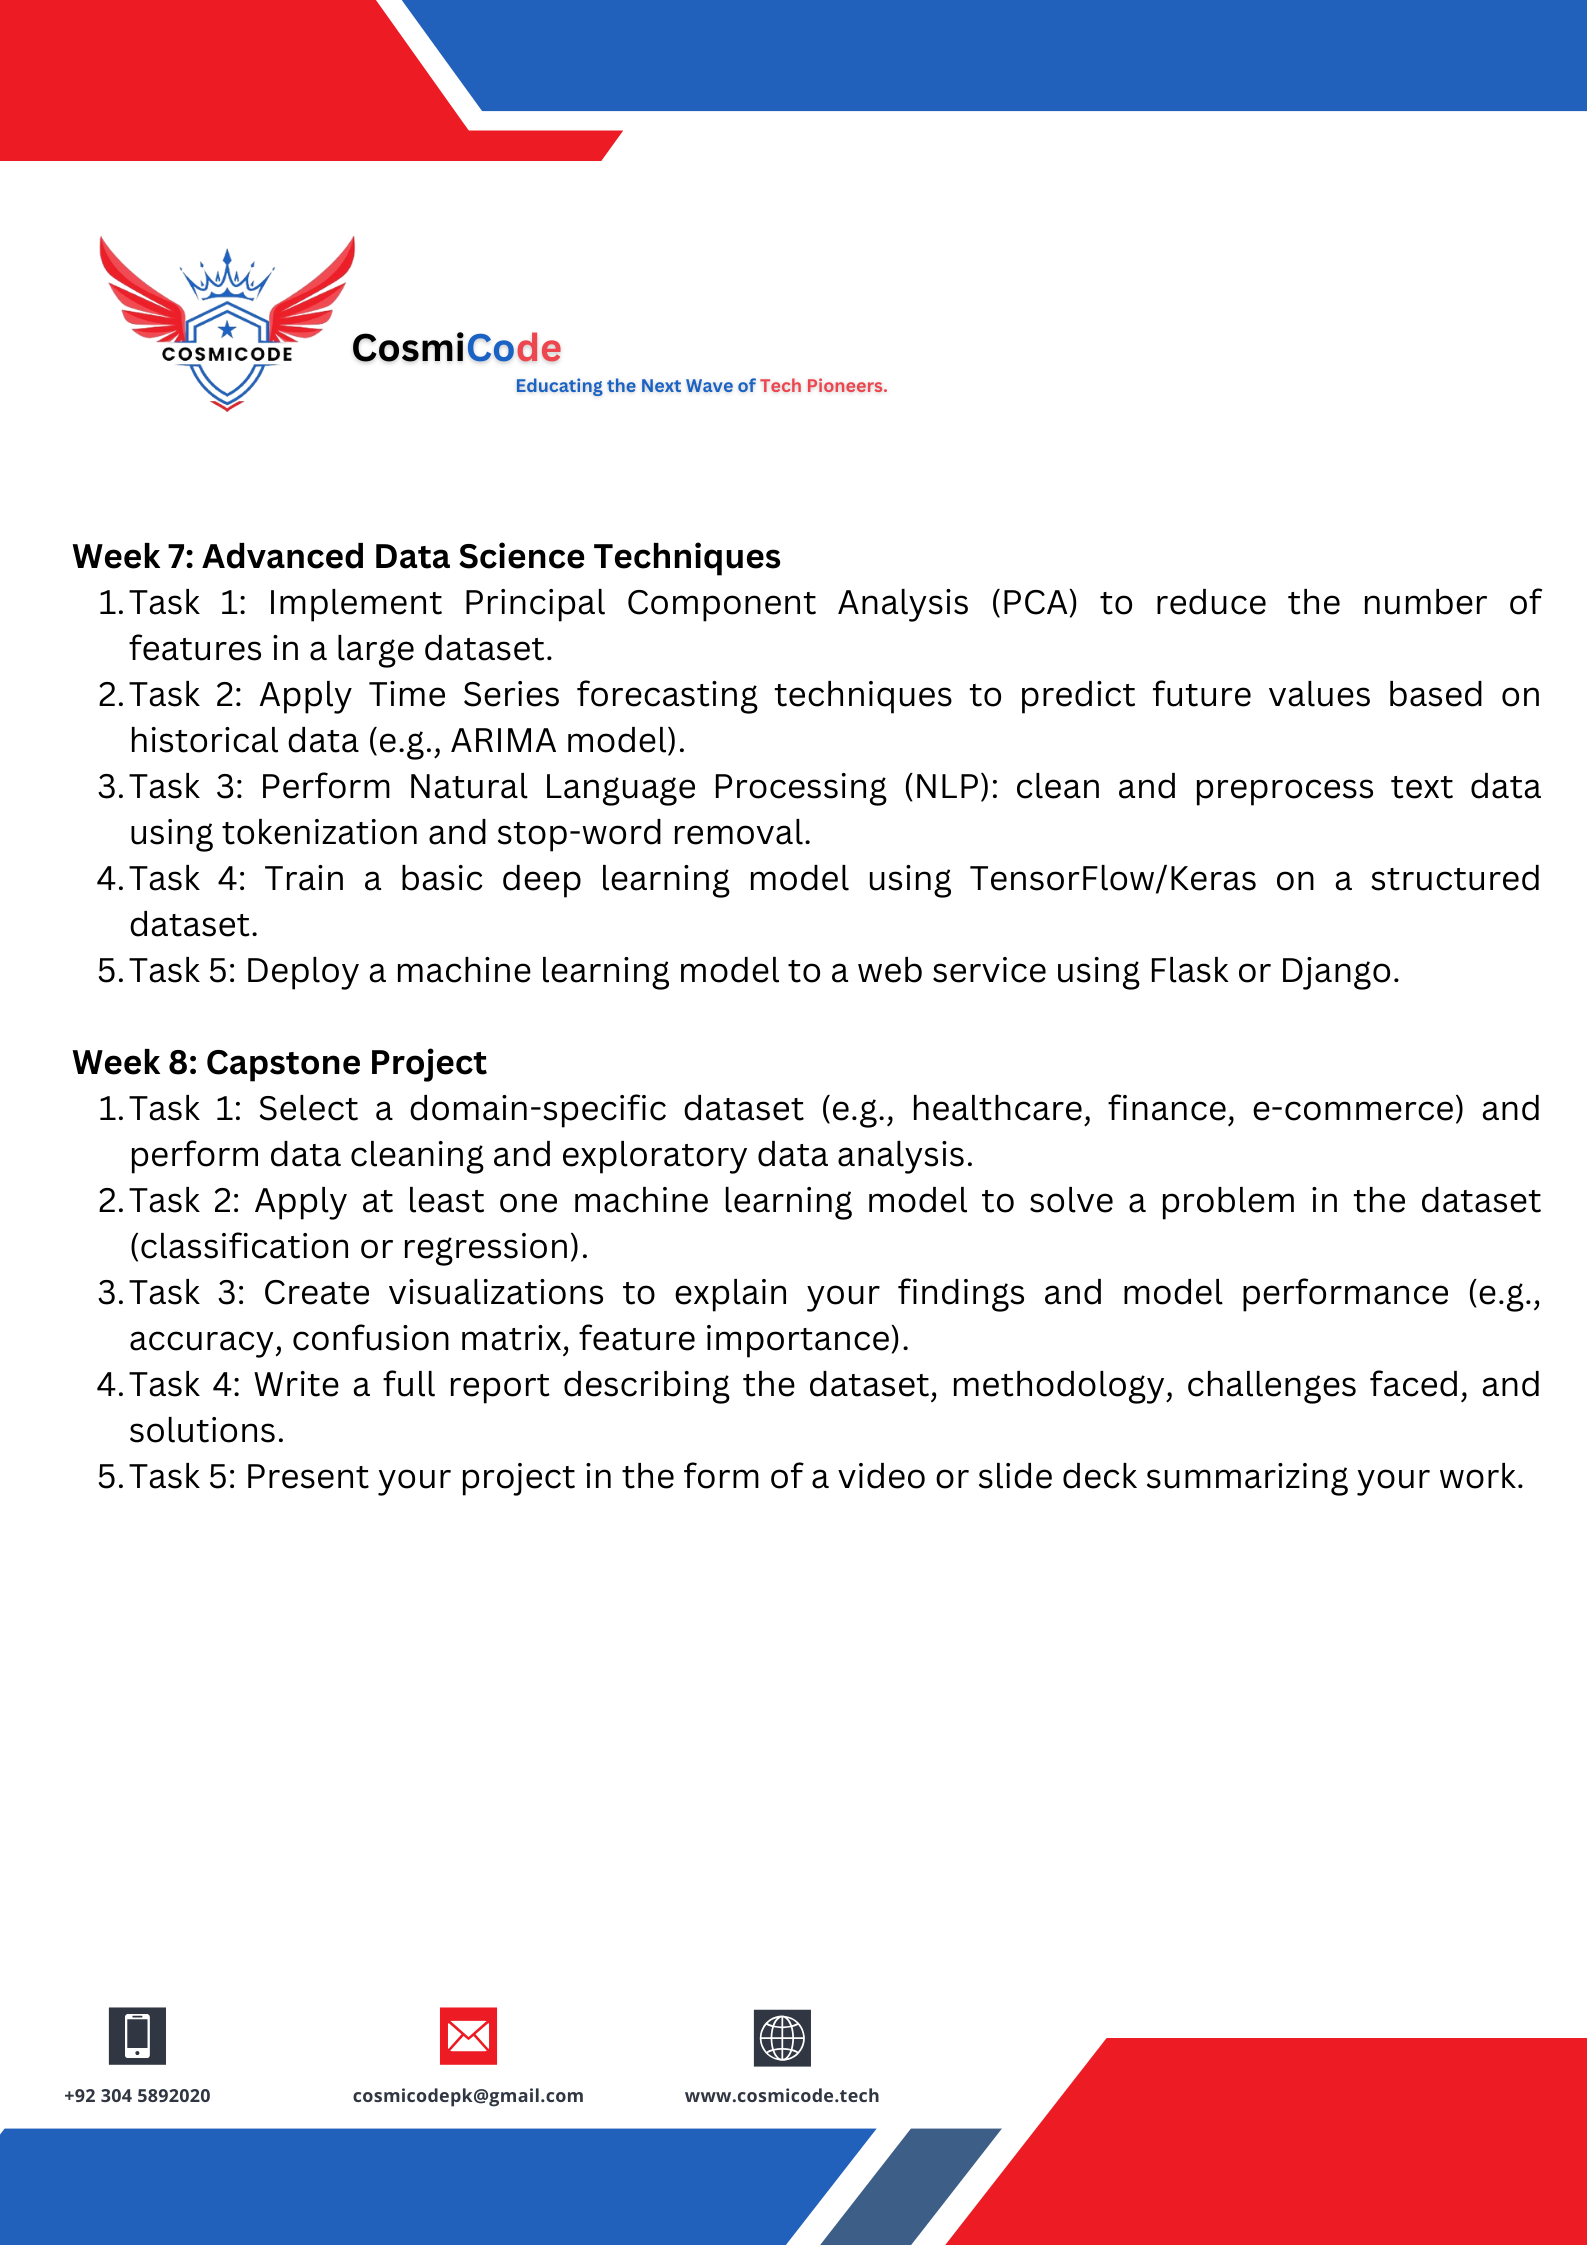 COSMICODE
CosmiCode
Educating the Next Wave of Tech Pioneers.
Week 7: Advanced Data Science Techniques
1. Task 1: Implement Principal Component Analysis (PCA) to reduce the number of
features in a large dataset.
2. Task 2: Apply Time Series forecasting techniques to predict future values based on
historical data (e.g., ARIMA model).
3. Task 3: Perform Natural Language Processing (NLP): clean and preprocess text data
using tokenization and stop-word removal.
4. Task 4: Train a basic deep learning model using TensorFlow/Keras on a structured
dataset.
5. Task 5: Deploy a machine learning model to a web service using Flask or Django.
Week 8: Capstone Project
1. Task 1: Select a domain-specific dataset (e.g., healthcare, finance, e-commerce) and
perform data cleaning and exploratory data analysis.
2. Task 2: Apply at least one machine learning model to solve a problem in the dataset
(classification or regression).
3. Task 3: Create visualizations to explain your findings and model performance (e.g.,
accuracy, confusion matrix, feature importance).
4. Task 4: Write a full report describing the dataset, methodology, challenges faced, and
solutions.
5. Task 5: Present your project in the form of a video or slide deck summarizing your work.
+92 304 5892020
cosmicodepk@gmail.com
www.cosmicode.tech